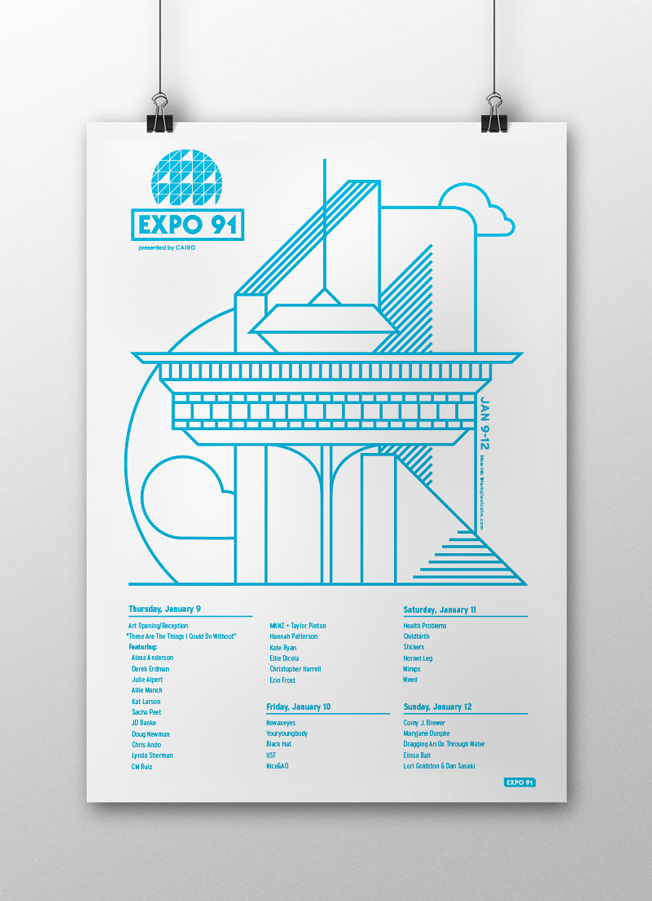 EXPO 91
presented by CAIRO
JAN 9-12
Thursday, January 9
Art Opening/Reception
"These Are The Things I Could Do Without"
Featuring:
Alexa Anderson
Derek Erdman
Julie Alpert
Allie Manch
Kat Larson
Sacha Peet
JD Banke
Doug Newman
Chris Ando
Lynda Sherman
CM Ruiz
MKNZ + Taylor Pinton
Hannah Patterson
Kate Ryan
Ellie Dicola
Christopher Harrell
Erin Frost
Friday, January 10
Newaxeyes
Youryoungbody
Black Hat
USF
Nice&AO
Saturday, January 11
Health Problems
Childbirth
Stickers
Hornet Leg
Wimps
Weed
Sunday, January 12
Corey J. Brewer
Maryjane Dunphe
Dragging An Ox Through Water
Elissa Ball
Lori Goldston & Dan Sasaki
EXPO 91